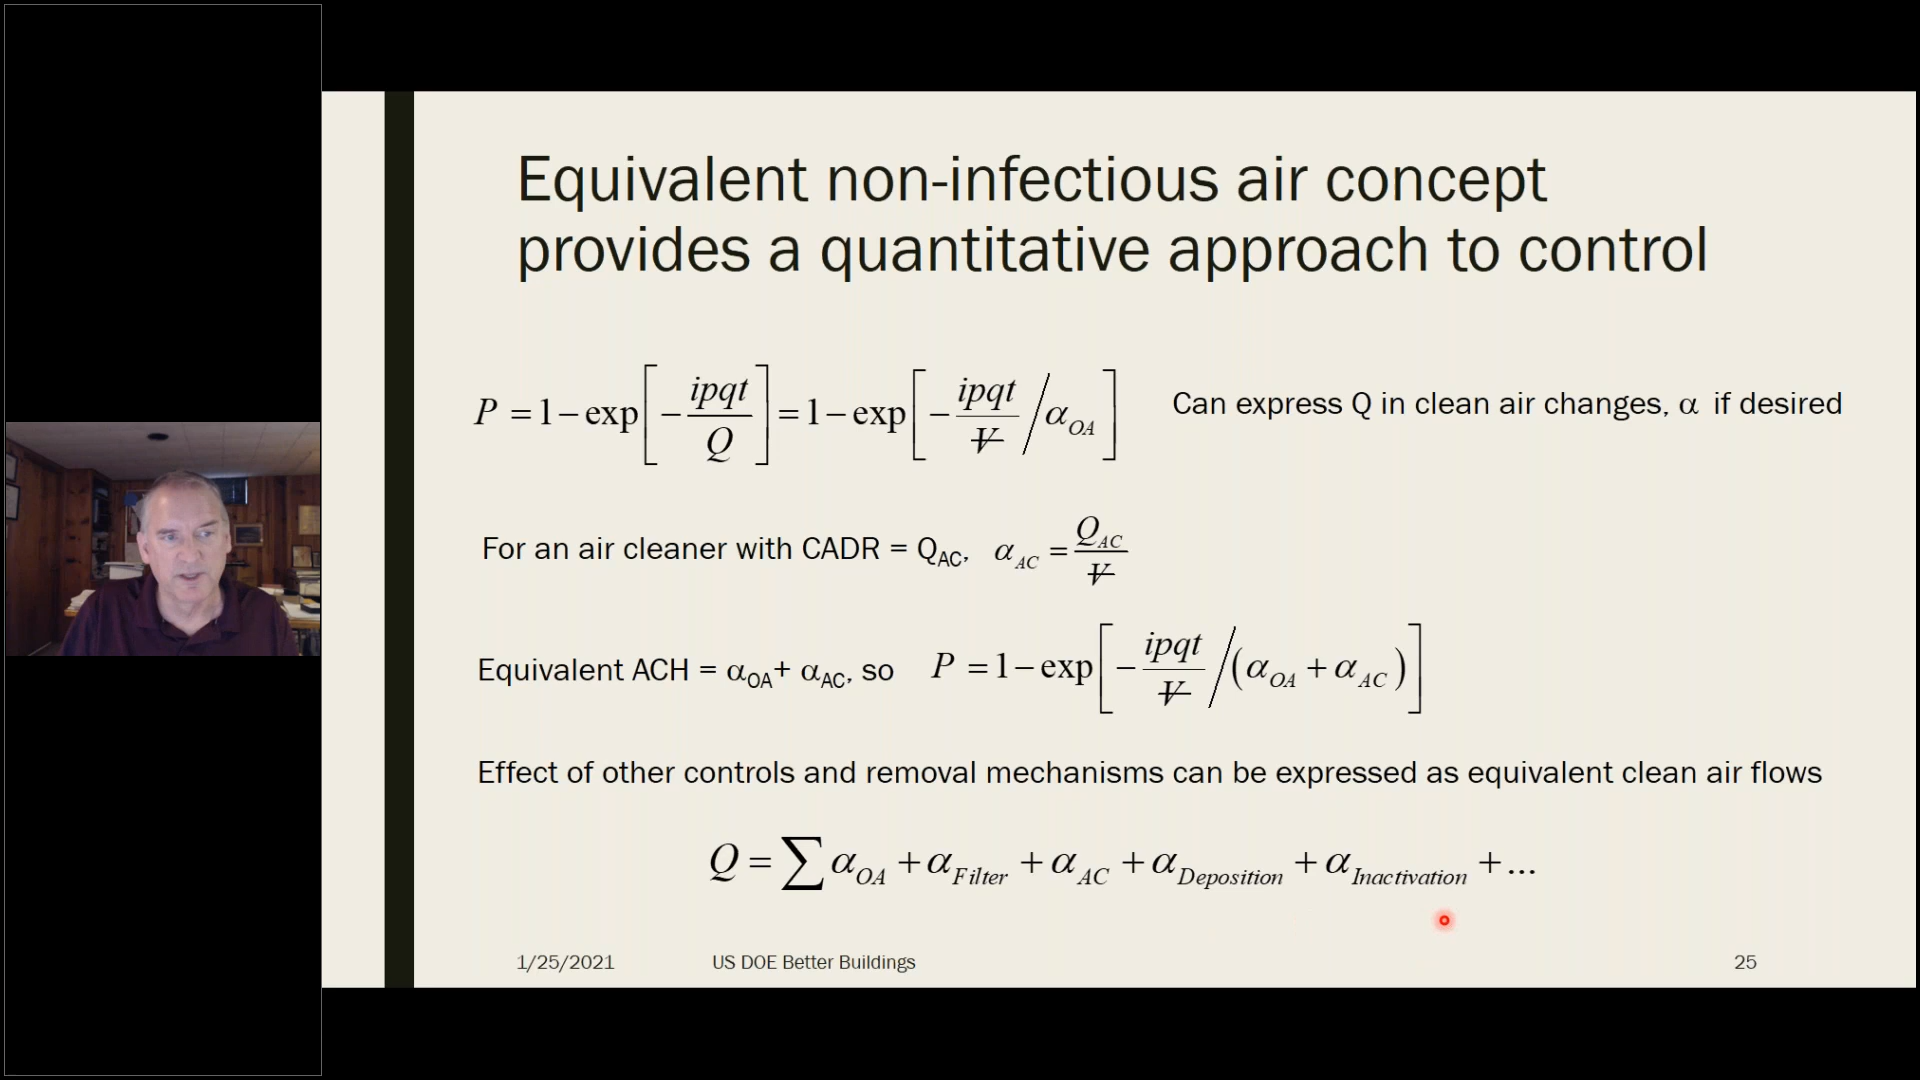 Equivalent non-infectious air concept
provides a quantitative approach to control
P = 1 − exp[ − ipqt / Q ] = 1 − exp[ − ipqt / V̶ / α_OA ] Can express Q in clean air changes, α if desired
For an air cleaner with CADR = Q_AC, α_AC = Q_AC / V̶
Equivalent ACH = α_OA+ α_AC, so P = 1 − exp[ − ipqt / V̶ / (α_OA + α_AC) ]
Effect of other controls and removal mechanisms can be expressed as equivalent clean air flows
Q = ∑ α_OA + α_Filter + α_AC + α_Deposition + α_Inactivation + ...
1/25/2021 US DOE Better Buildings 25